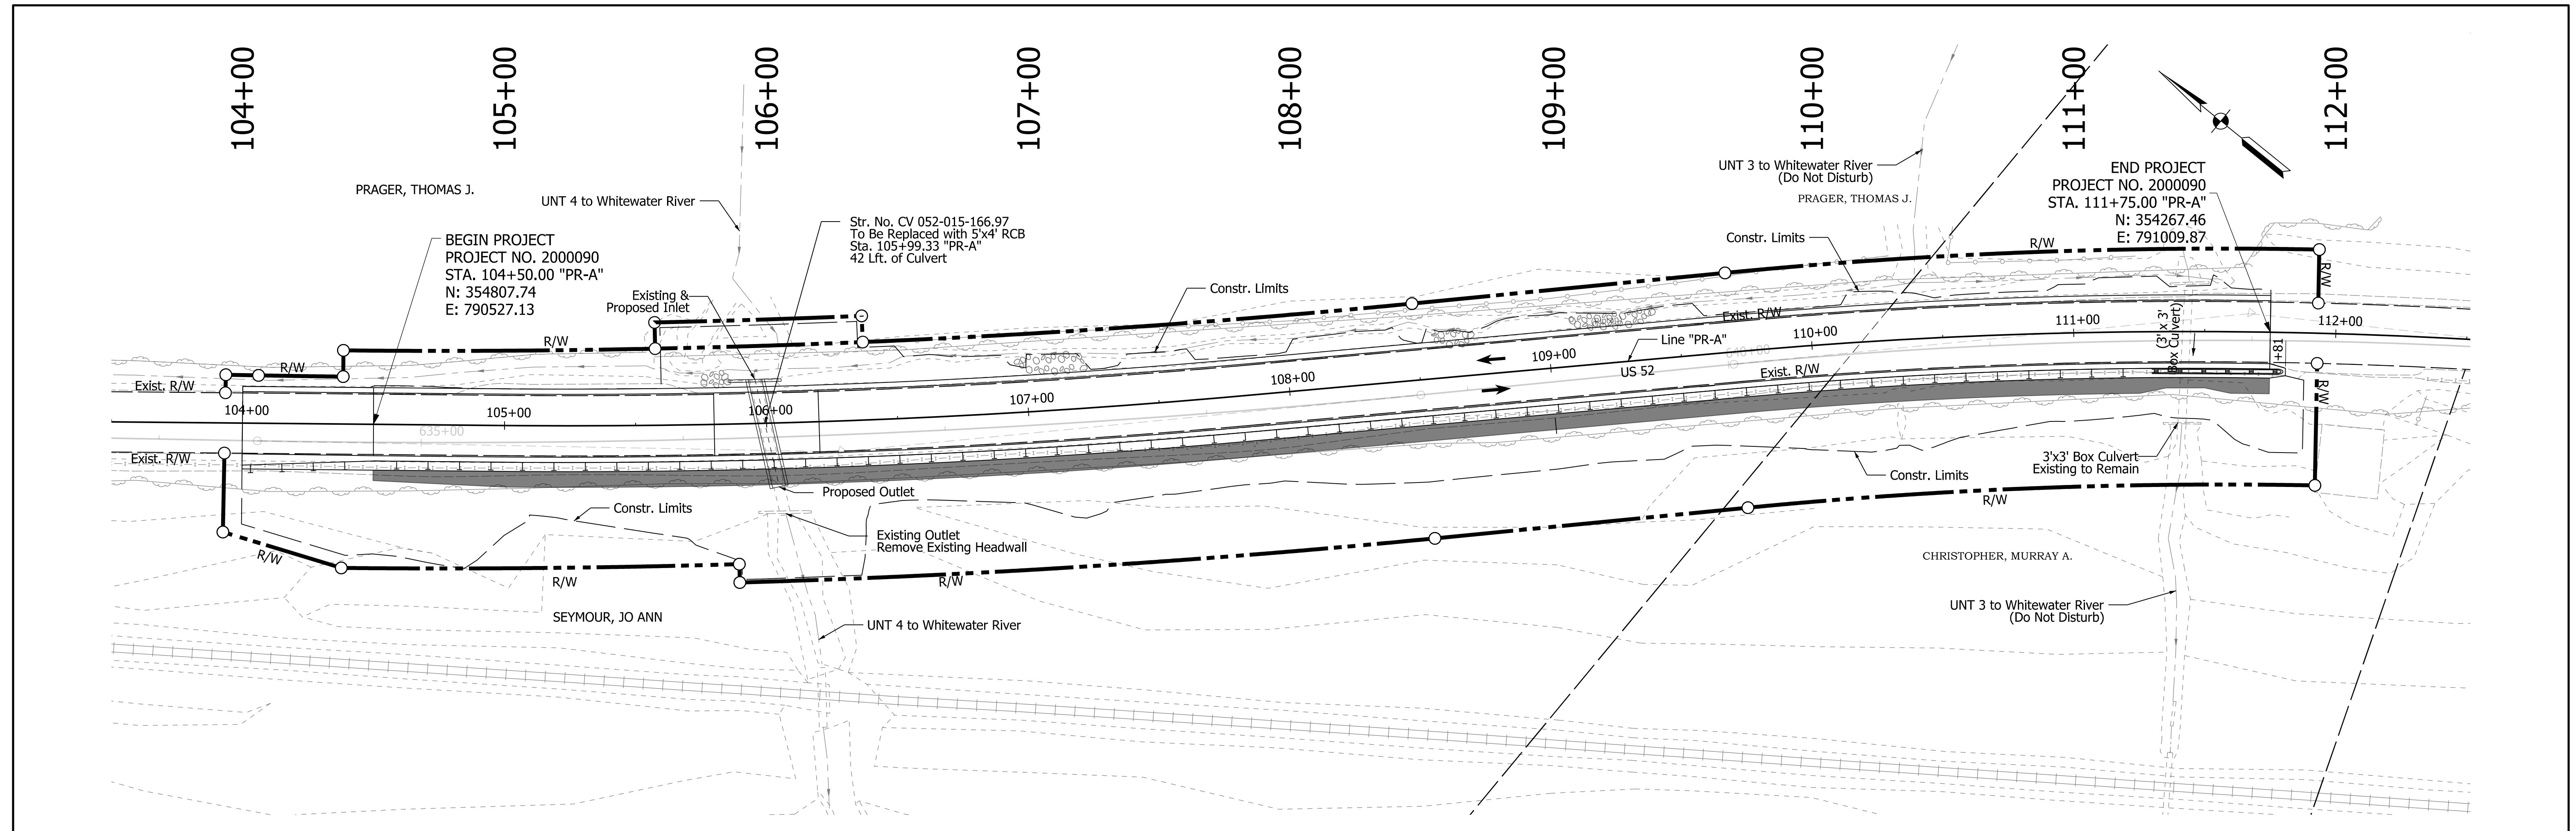 104+00
105+00
106+00
107+00
108+00
109+00
110+00
111+00
112+00
PRAGER, THOMAS J.
UNT 4 to Whitewater River
BEGIN PROJECT
PROJECT NO. 2000090
STA. 104+50.00 "PR-A"
N: 354807.74
E: 790527.13
Str. No. CV 052-015-166.97
To Be Replaced with 5'x4' RCB
Sta. 105+99.33 "PR-A"
42 Lft. of Culvert
Existing &
Proposed Inlet
Constr. Limits
UNT 3 to Whitewater River
(Do Not Disturb)
PRAGER, THOMAS J.
Constr. Limits
END PROJECT
PROJECT NO. 2000090
STA. 111+75.00 "PR-A"
N: 354267.46
E: 791009.87
R/W
R/W
R/W
R/W
Exist. R/W
Exist. R/W
Exist. R/W
Exist. R/W
104+00
105+00
106+00
107+00
108+00
109+00
110+00
111+00
112+00
635+00
640+00
Line "PR-A"
US 52
(3' x 3'
Box Culvert)
+81
R/W
Proposed Outlet
Constr. Limits
Existing Outlet
Remove Existing Headwall
3'x3' Box Culvert
Existing to Remain
Constr. Limits
R/W
R/W
R/W
R/W
SEYMOUR, JO ANN
UNT 4 to Whitewater River
CHRISTOPHER, MURRAY A.
UNT 3 to Whitewater River
(Do Not Disturb)